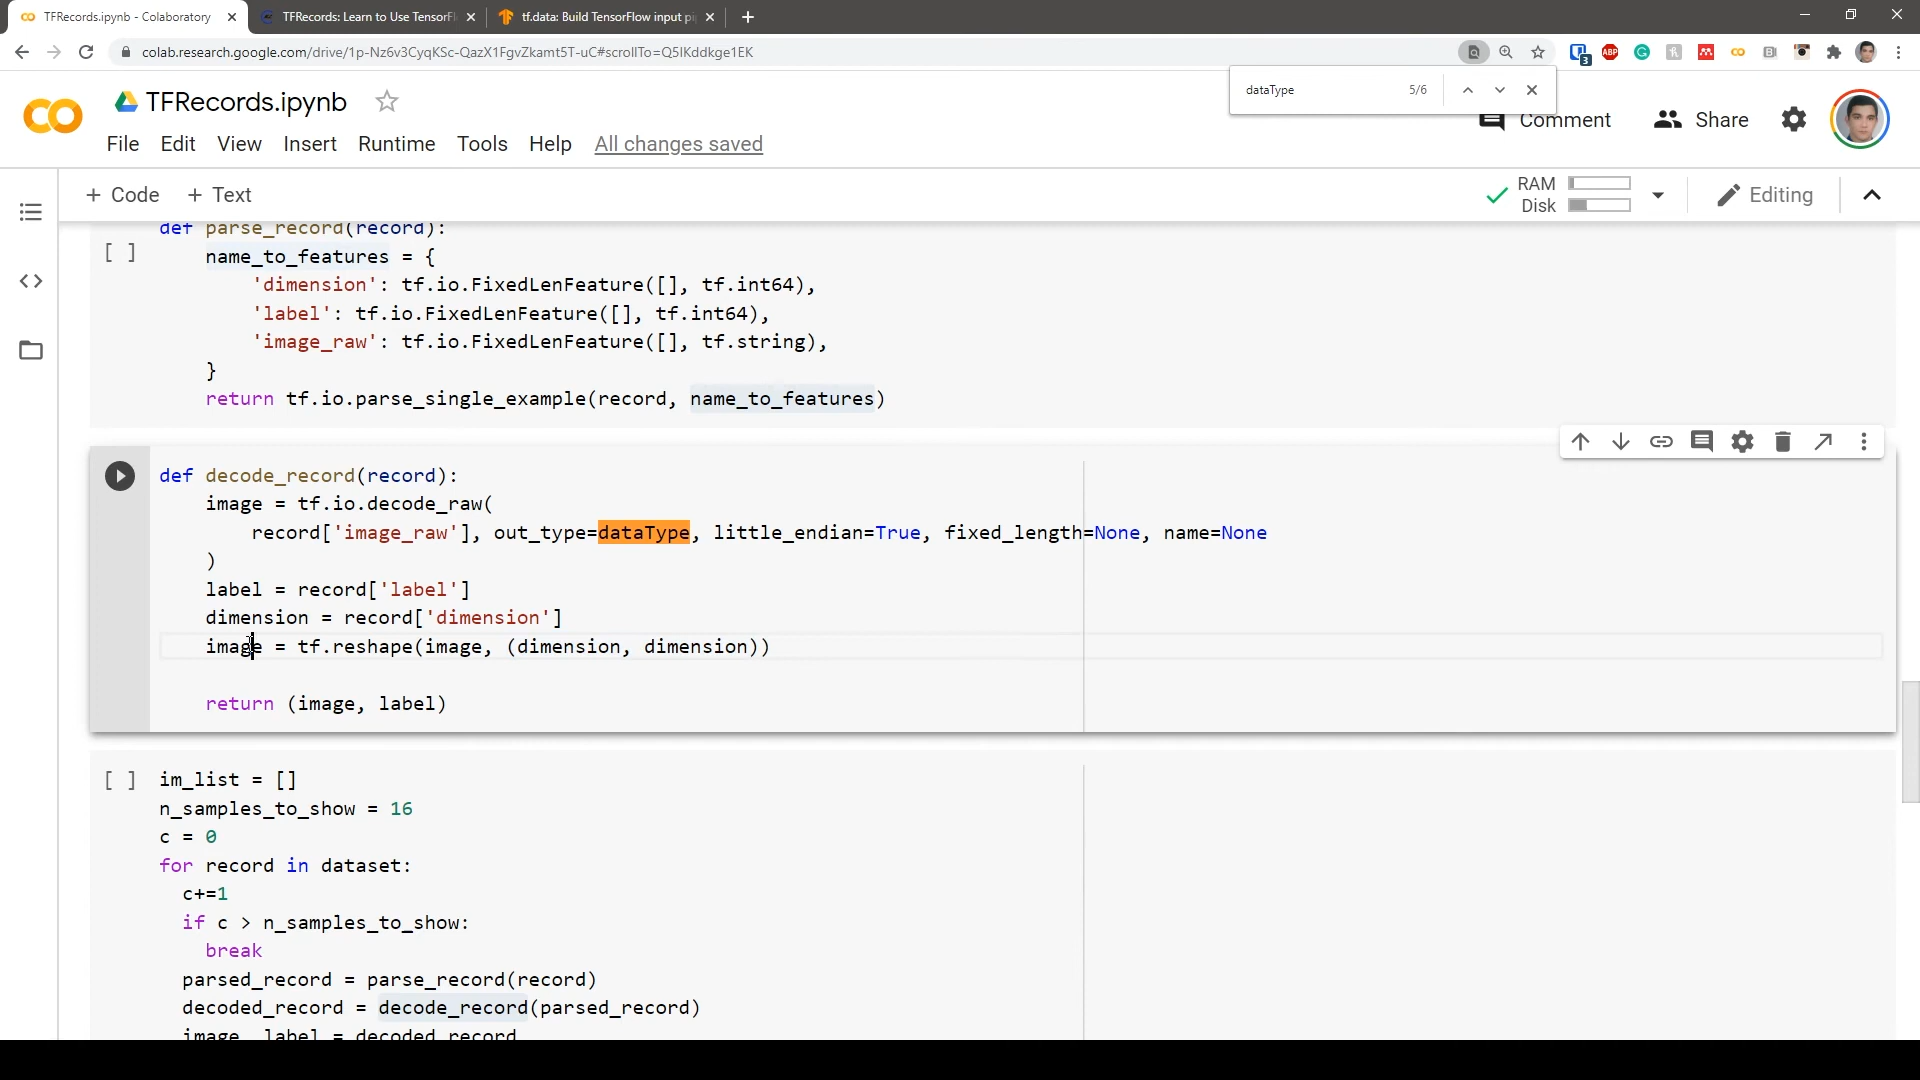 TFRecords.ipynb - Colaboratory
TFRecords: Learn to Use TensorFl
tf.data: Build TensorFlow input pi
colab.research.google.com/drive/1p-Nz6v3CyqKSc-QazX1FgvZkamt5T-uC#scrollTo=Q5IKddkge1EK
ABP
3
dataType 5/6
TFRecords.ipynb
Comment
Share
File Edit View Insert Runtime Tools Help All changes saved
+ Code + Text
RAM
Disk
Editing
def parse_record(record):
[ ] name_to_features = {
'dimension': tf.io.FixedLenFeature([], tf.int64),
'label': tf.io.FixedLenFeature([], tf.int64),
'image_raw': tf.io.FixedLenFeature([], tf.string),
}
return tf.io.parse_single_example(record, name_to_features)
def decode_record(record):
image = tf.io.decode_raw(
record['image_raw'], out_type=dataType, little_endian=True, fixed_length=None, name=None
)
label = record['label']
dimension = record['dimension']
image = tf.reshape(image, (dimension, dimension))
return (image, label)
[ ] im_list = []
n_samples_to_show = 16
c = 0
for record in dataset:
c+=1
if c > n_samples_to_show:
break
parsed_record = parse_record(record)
decoded_record = decode_record(parsed_record)
image, label = decoded_record